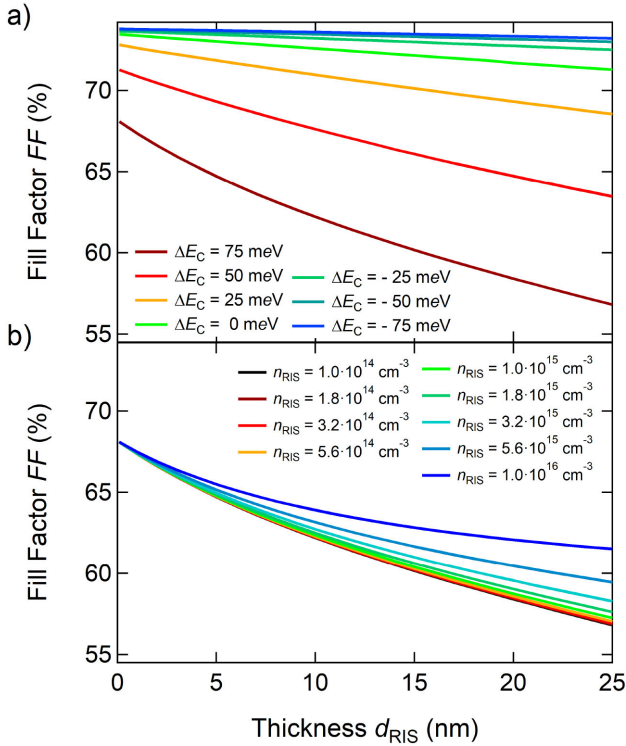 a)
Fill Factor FF (%)
70
65
60
55
ΔE_C = 75 meV
ΔE_C = 50 meV
ΔE_C = 25 meV
ΔE_C = 0 meV
ΔE_C = - 25 meV
ΔE_C = - 50 meV
ΔE_C = - 75 meV
b)
Fill Factor FF (%)
70
65
60
55
n_RIS = 1.0·10^14 cm^-3
n_RIS = 1.8·10^14 cm^-3
n_RIS = 3.2·10^14 cm^-3
n_RIS = 5.6·10^14 cm^-3
n_RIS = 1.0·10^15 cm^-3
n_RIS = 1.8·10^15 cm^-3
n_RIS = 3.2·10^15 cm^-3
n_RIS = 5.6·10^15 cm^-3
n_RIS = 1.0·10^16 cm^-3
0 5 10 15 20 25
Thickness d_RIS (nm)